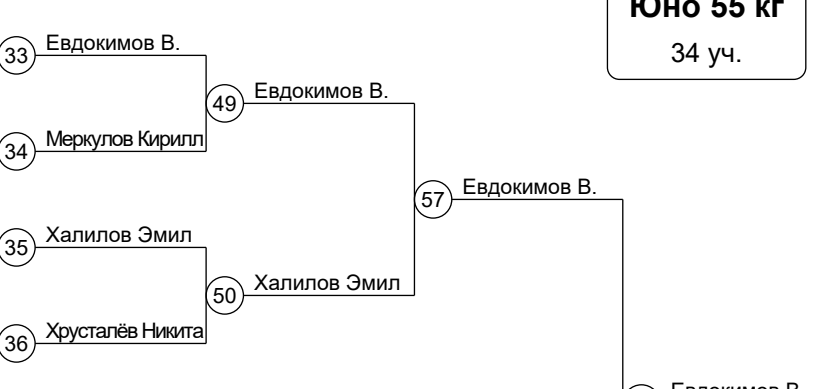 Юно 55 кг
34 уч.
33 Евдокимов В.
49 Евдокимов В.
34 Меркулов Кирилл
57 Евдокимов В.
35 Халилов Эмил
50 Халилов Эмил
36 Хрусталёв Никита
Евдокимов В.